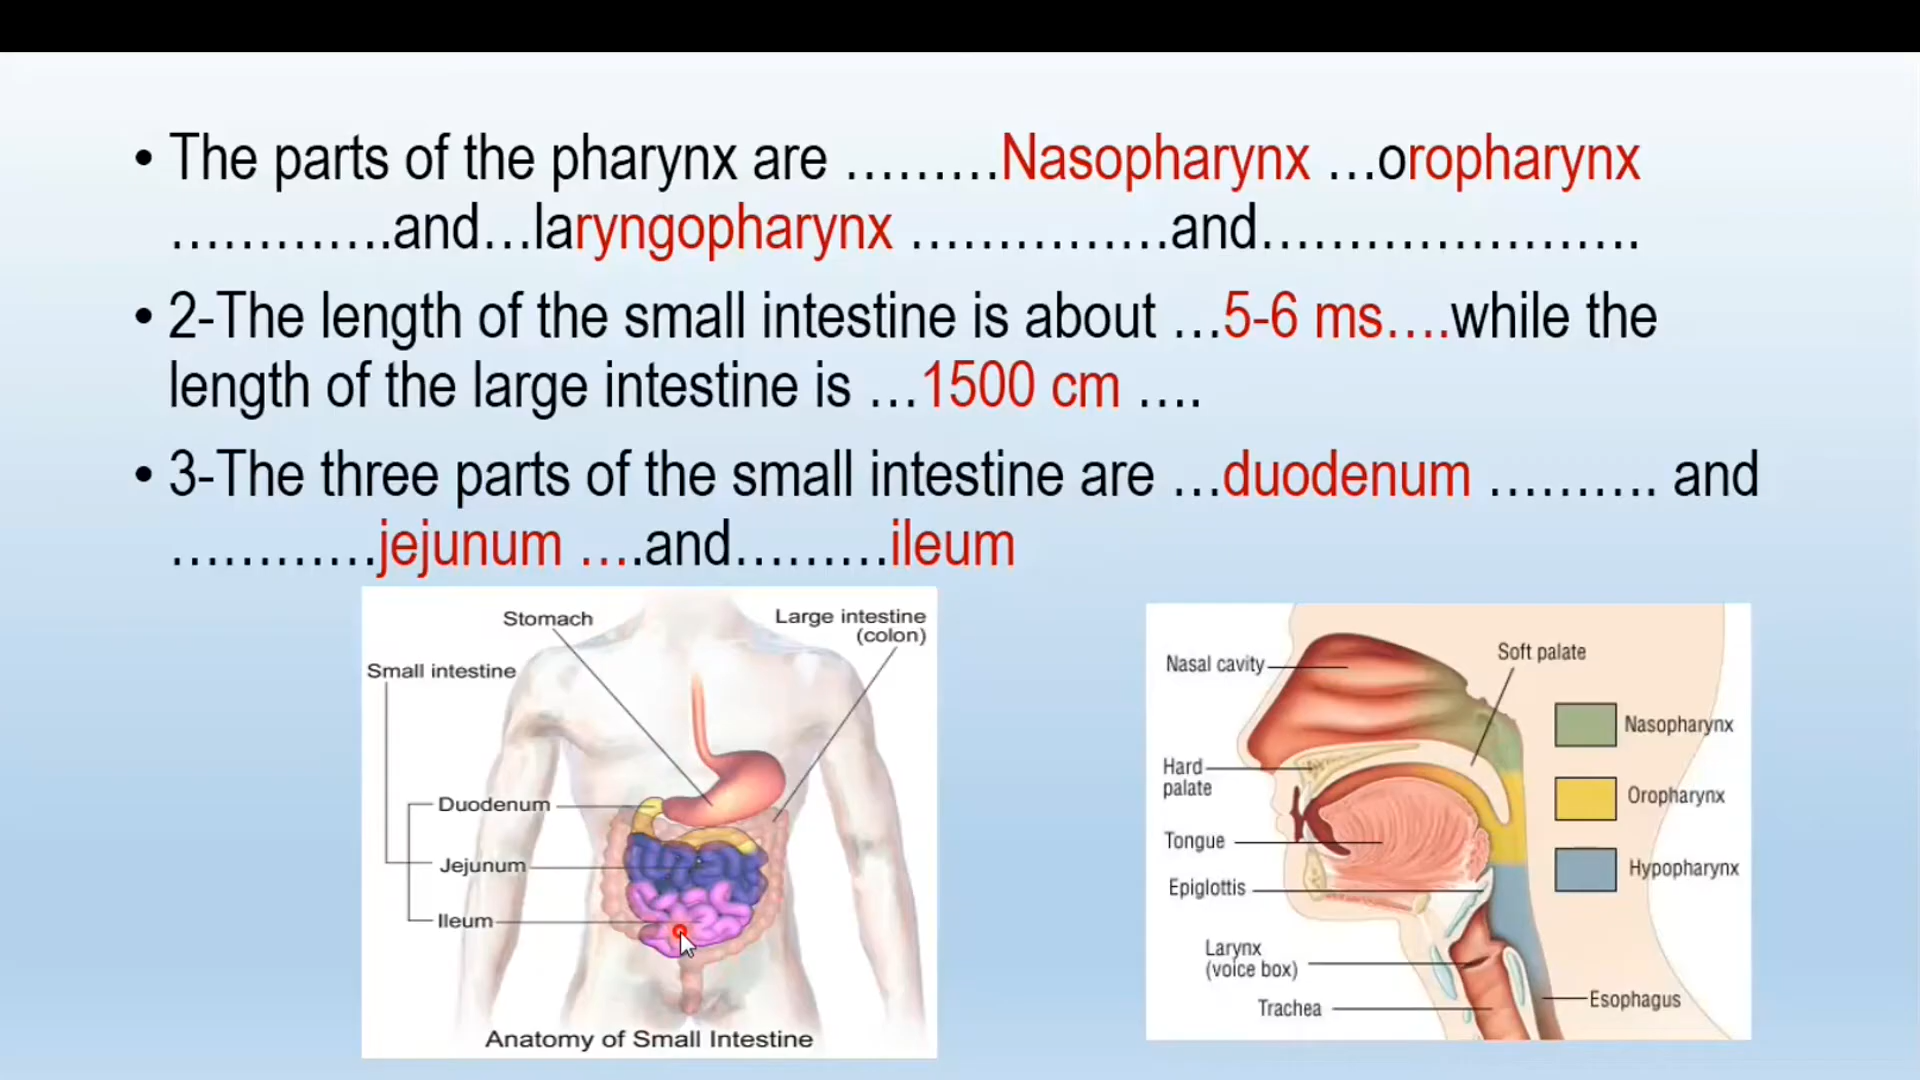 • The parts of the pharynx are ………Nasopharynx …oropharynx
………….and…laryngopharynx ……………and………………….
• 2-The length of the small intestine is about …5-6 ms….while the
length of the large intestine is …1500 cm ….
• 3-The three parts of the small intestine are …duodenum ………. and
…………jejunum ….and………ileum
Stomach
Large intestine
(colon)
Small intestine
Duodenum
Jejunum
Ileum
Anatomy of Small Intestine
Nasal cavity
Soft palate
Nasopharynx
Hard
palate
Oropharynx
Tongue
Hypopharynx
Epiglottis
Larynx
(voice box)
Esophagus
Trachea